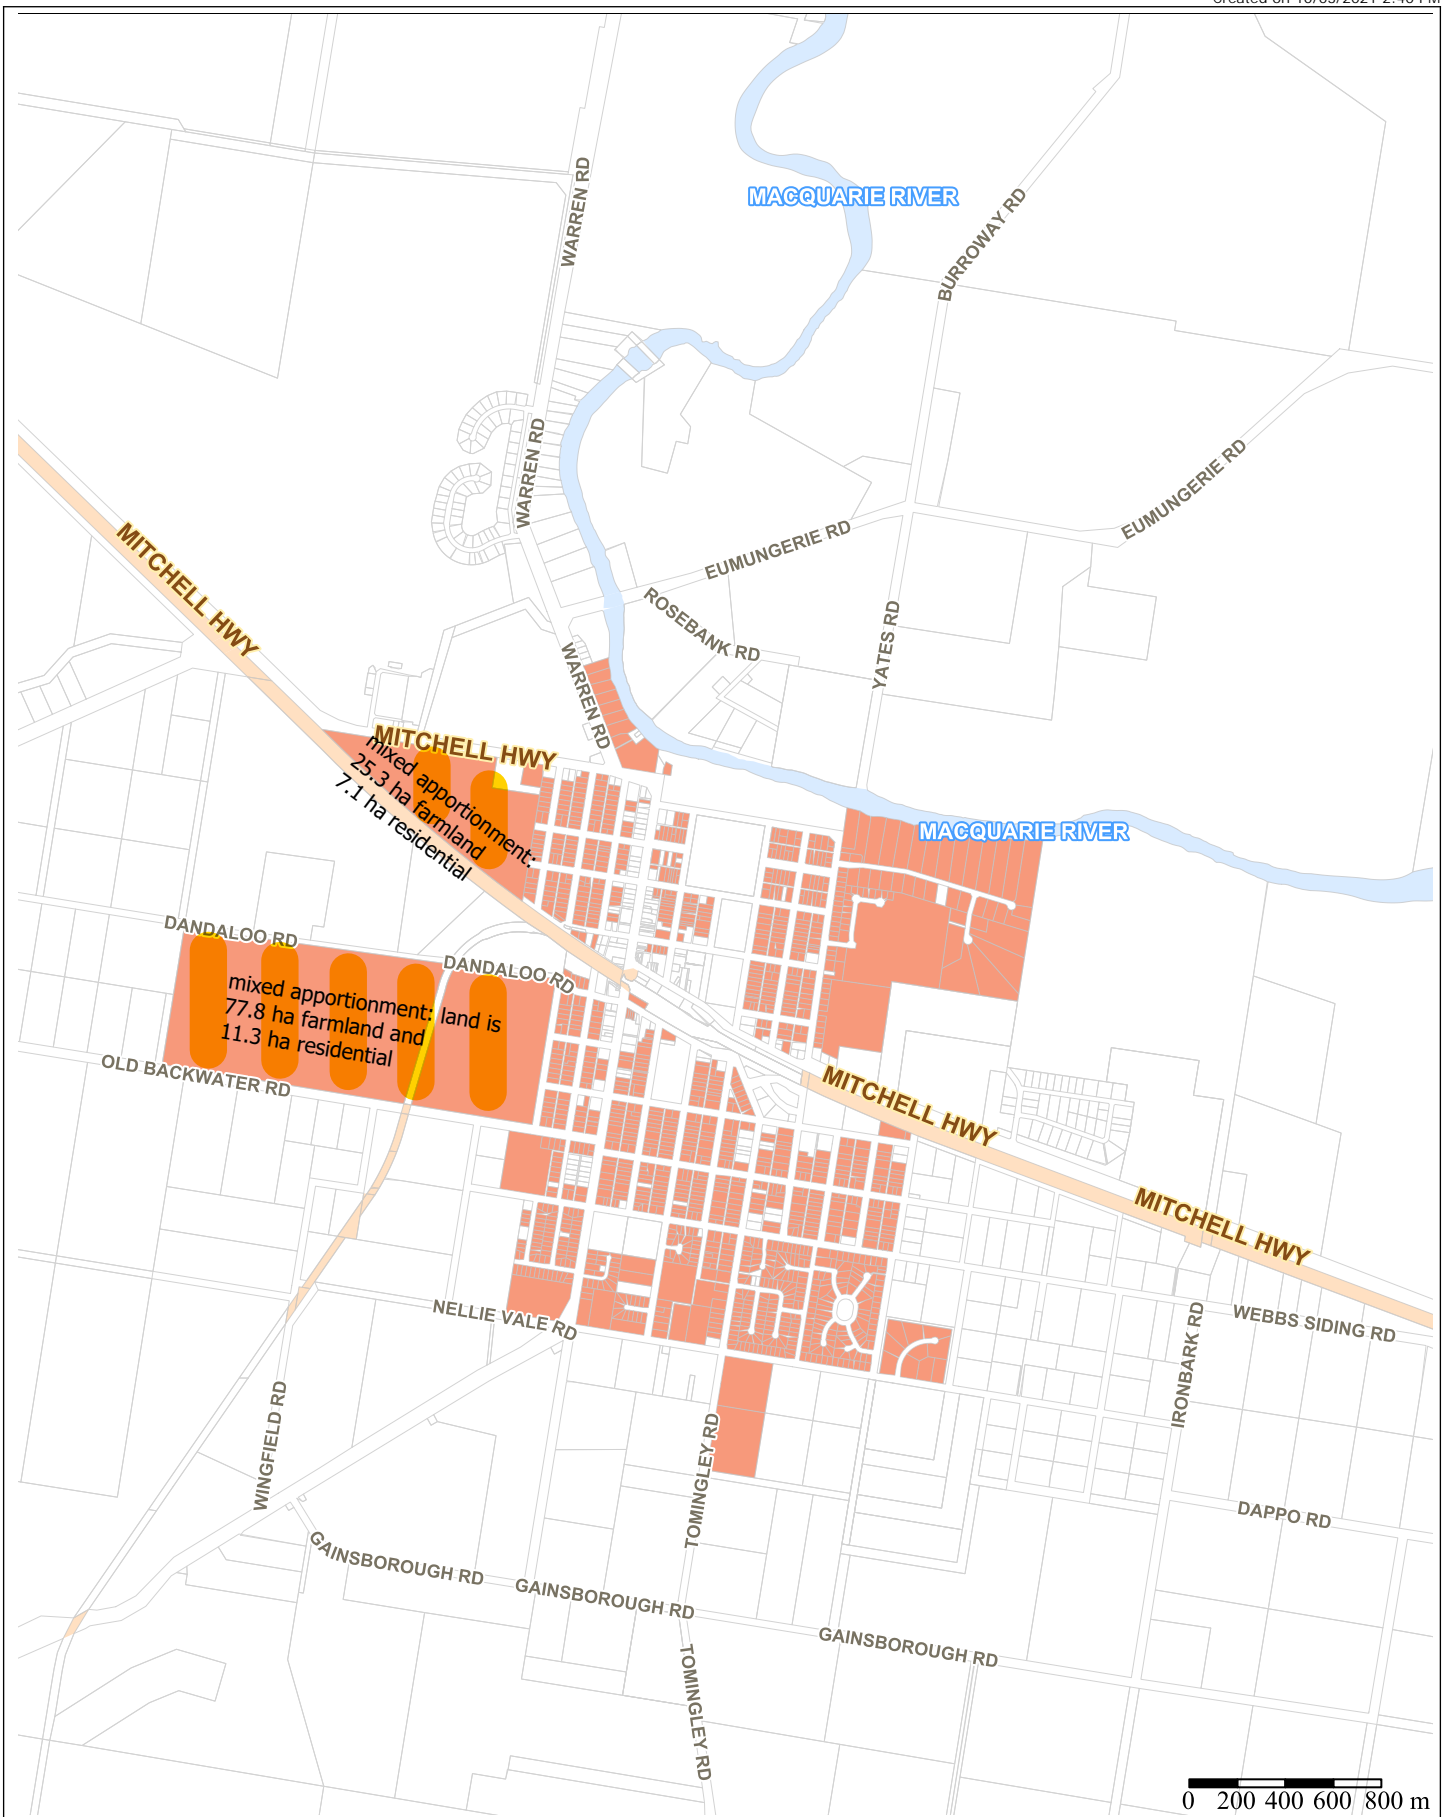 WARREN RD
MACQUARIE RIVER
BURROWAY RD
WARREN RD
EUMUNGERIE RD
MITCHELL HWY
EUMUNGERIE RD
ROSEBANK RD
YATES RD
WARREN RD
MITCHELL HWY
mixed apportionment:
25.3 ha farmland
7.1 ha residential
MACQUARIE RIVER
DANDALOO RD
DANDALOO RD
mixed apportionment: land is
77.8 ha farmland and
11.3 ha residential
OLD BACKWATER RD
MITCHELL HWY
MITCHELL HWY
NELLIE VALE RD
WEBBS SIDING RD
IRONBARK RD
WINGFIELD RD
TOMINGLEY RD
DAPPO RD
GAINSBOROUGH RD
GAINSBOROUGH RD
GAINSBOROUGH RD
TOMINGLEY RD
0 200 400 600 800 m